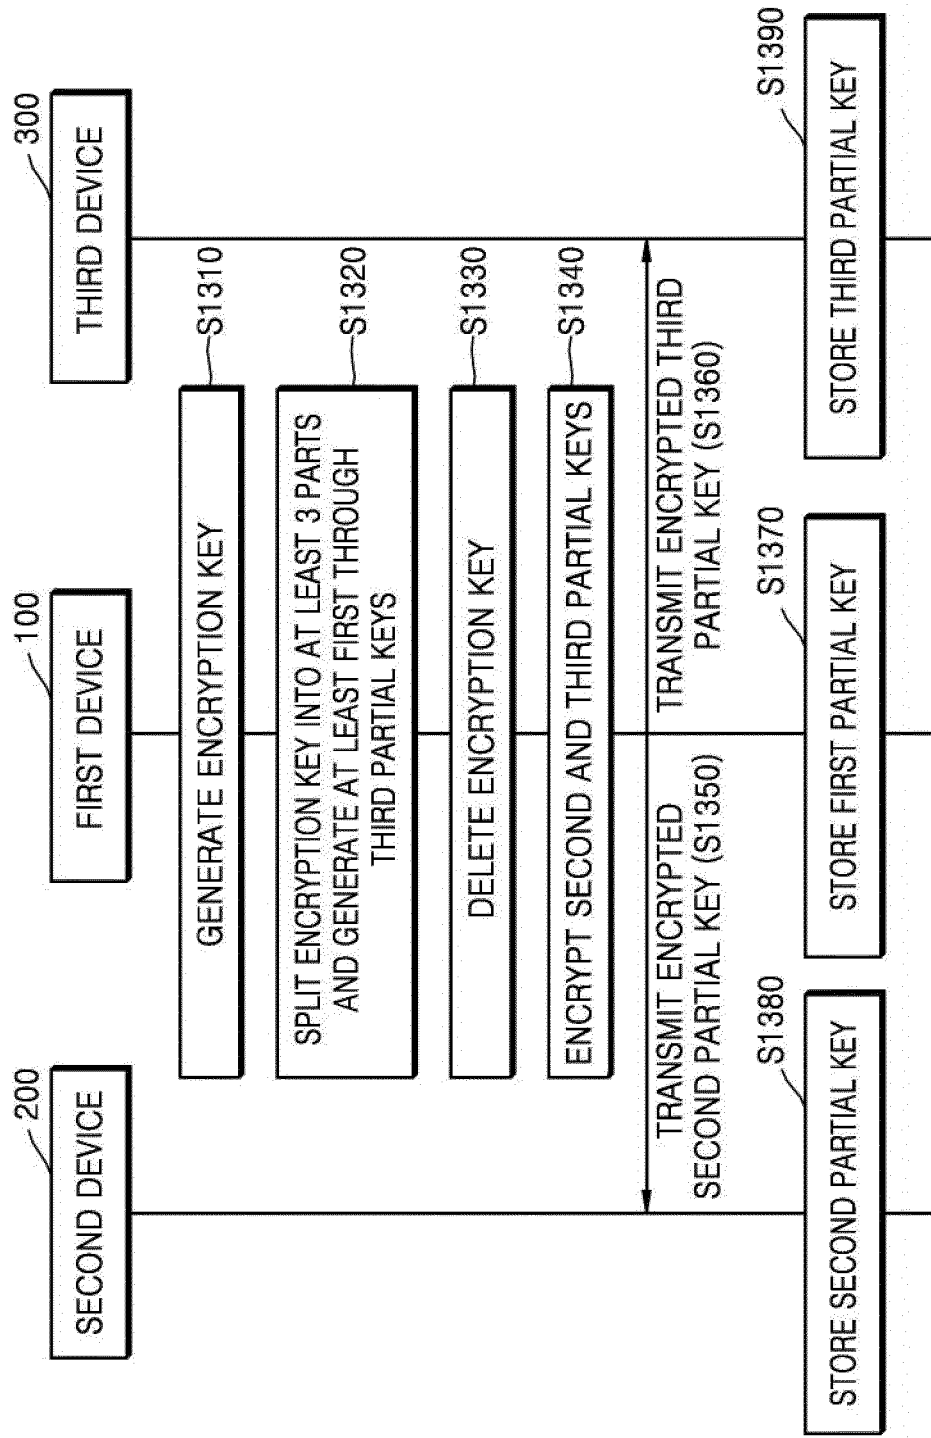 200
100
300
SECOND DEVICE
FIRST DEVICE
THIRD DEVICE
GENERATE ENCRYPTION KEY
S1310
SPLIT ENCRYPTION KEY INTO AT LEAST 3 PARTS
AND GENERATE AT LEAST FIRST THROUGH
THIRD PARTIAL KEYS
S1320
DELETE ENCRYPTION KEY
S1330
ENCRYPT SECOND AND THIRD PARTIAL KEYS
S1340
TRANSMIT ENCRYPTED
SECOND PARTIAL KEY (S1350)
TRANSMIT ENCRYPTED THIRD
PARTIAL KEY (S1360)
S1380
S1370
S1390
STORE SECOND PARTIAL KEY
STORE FIRST PARTIAL KEY
STORE THIRD PARTIAL KEY